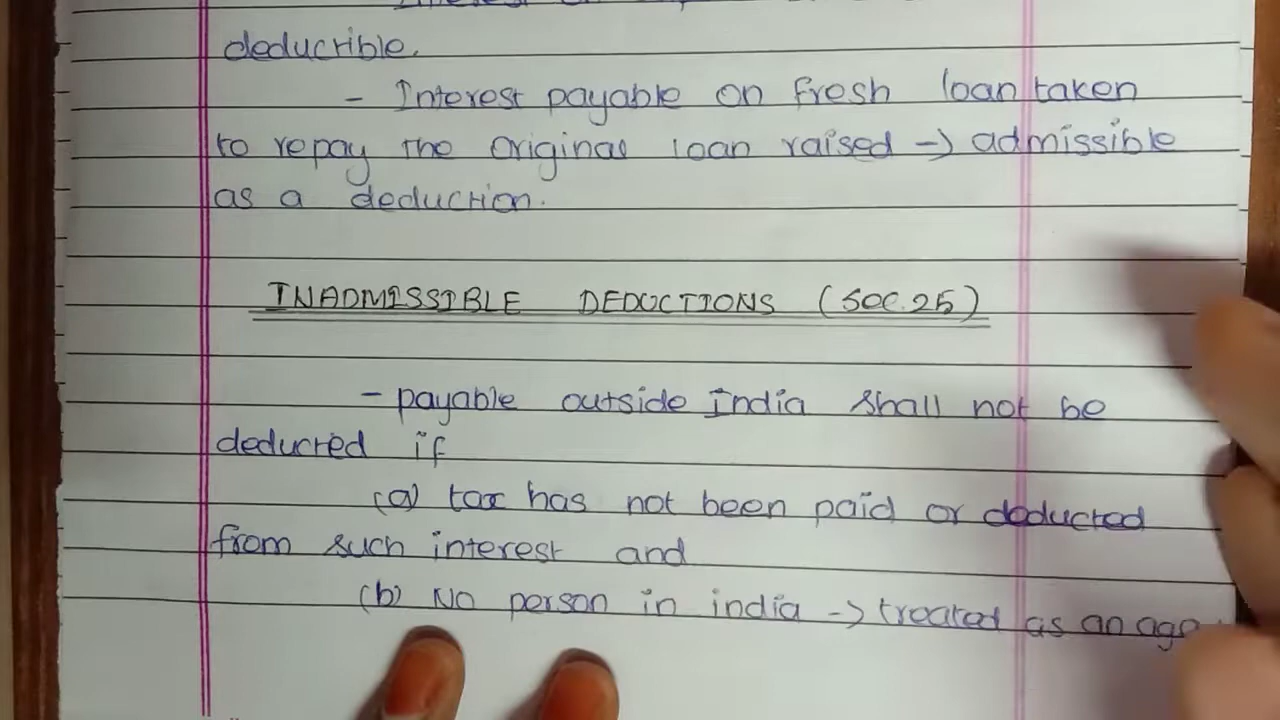 deductible.
- Interest payable on fresh loan taken
to repay the original loan raised → admissible
as a deduction.
INADMISSIBLE DEDUCTIONS (Sec.25)
- payable outside India shall not be
deducted if
(a) tax has not been paid or deducted
from such interest and
(b) No person in india → treated as an